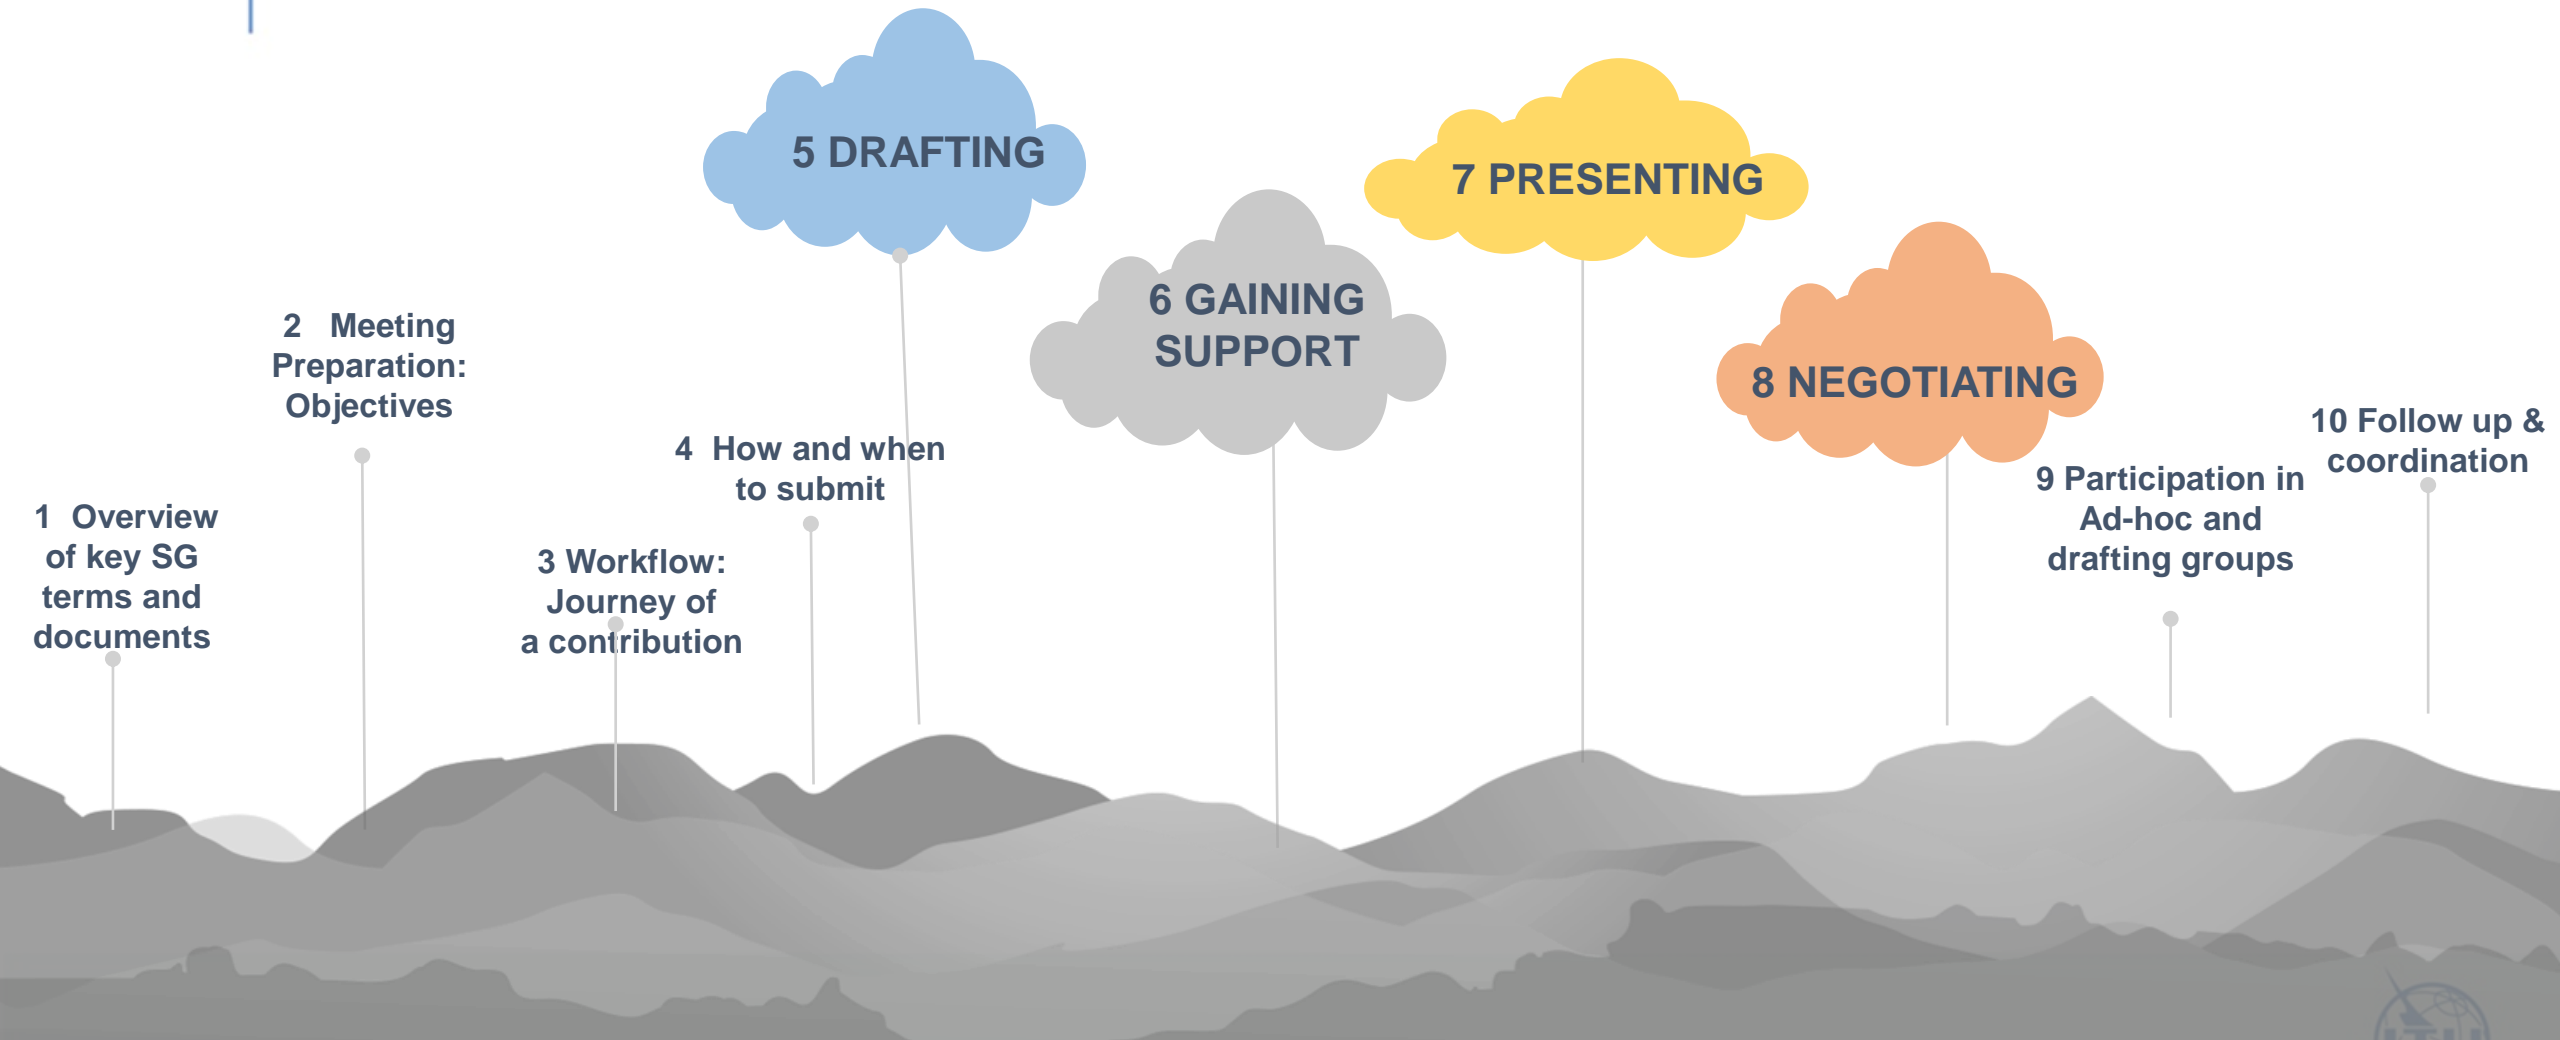 1 Overview
of key SG
terms and
documents
2 Meeting
Preparation:
Objectives
3 Workflow:
Journey of
a contribution
4 How and when
to submit
5 DRAFTING
6 GAINING
SUPPORT
7 PRESENTING
8 NEGOTIATING
9 Participation in
Ad-hoc and
drafting groups
10 Follow up &
coordination